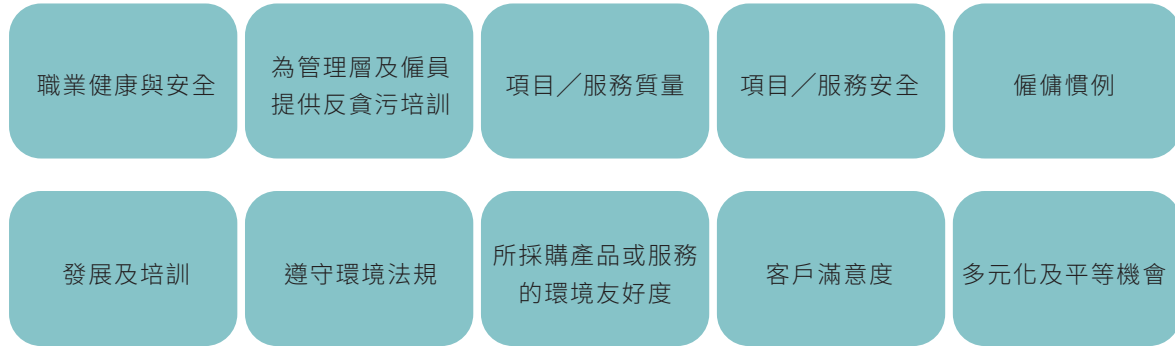 職業健康與安全
為管理層及僱員
提供反貪污培訓
項目／服務質量
項目／服務安全
僱傭慣例
發展及培訓
遵守環境法規
所採購產品或服務
的環境友好度
客戶滿意度
多元化及平等機會